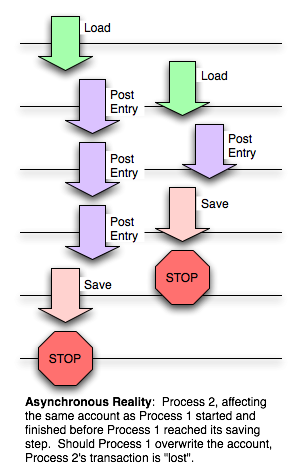 Load
Load
Post
Entry
Post
Entry
Post
Entry
Post
Entry
Save
Save
STOP
STOP
Asynchronous Reality:  Process 2, affecting
the same account as Process 1 started and
finished before Process 1 reached its saving
step.  Should Process 1 overwrite the account,
Process 2's transaction is "lost".